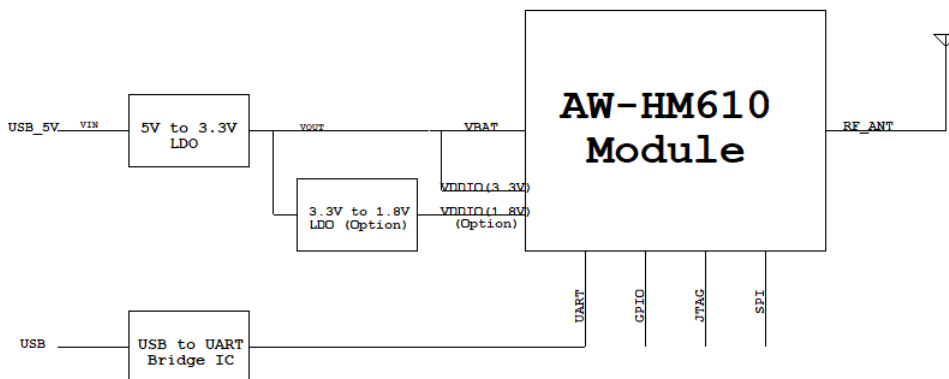 AW-HM610
Module
USB_5V
VIN
5V to 3.3V
LDO
VOUT
VBAT
RF_ANT
VDDIO(3.3V)
3.3V to 1.8V
LDO (Option)
VDDIO(1.8V)
(Option)
UART
GPIO
JTAG
SPI
USB
USB to UART
Bridge IC